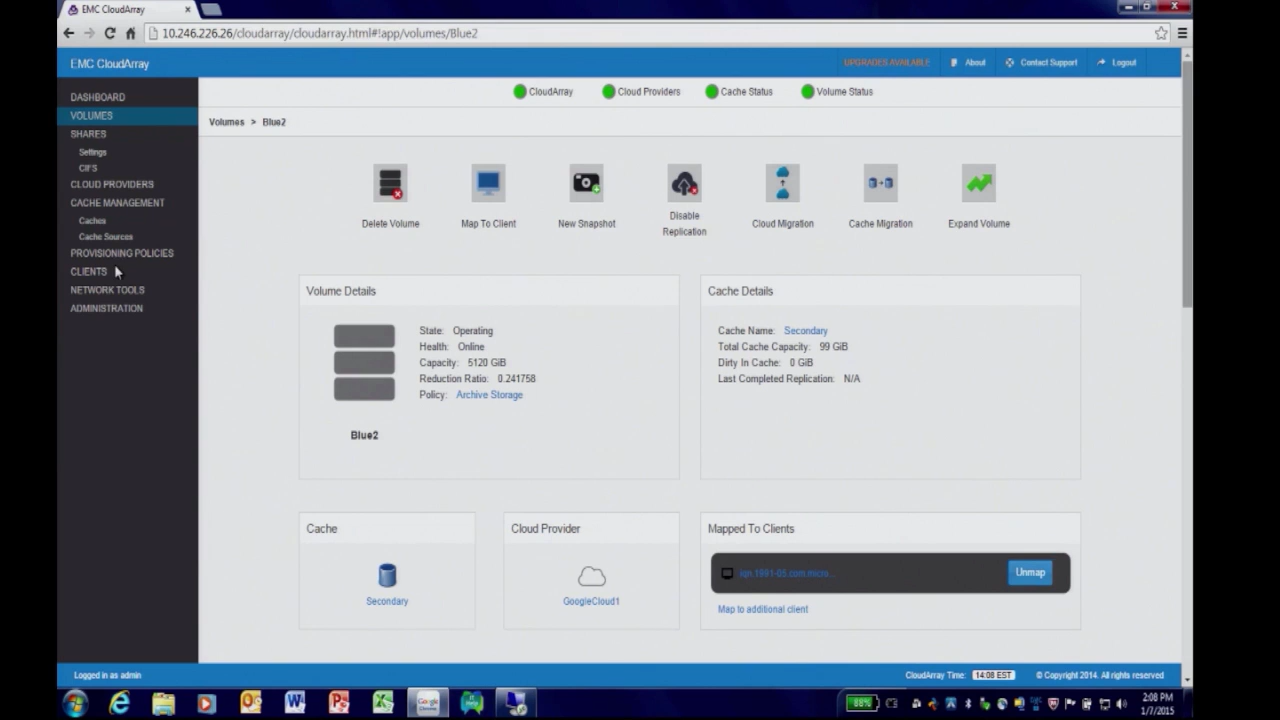 EMC CloudArray
10.246.226.26/cloudarray/cloudarray.html#!app/volumes/Blue2
EMC CloudArray
UPGRADES AVAILABLE
About
Contact Support
Logout
DASHBOARD
VOLUMES
SHARES
Settings
CIFS
CLOUD PROVIDERS
CACHE MANAGEMENT
Caches
Cache Sources
PROVISIONING POLICIES
CLIENTS
NETWORK TOOLS
ADMINISTRATION
CloudArray
Cloud Providers
Cache Status
Volume Status
Volumes > Blue2
Delete Volume
Map To Client
New Snapshot
Disable
Replication
Cloud Migration
Cache Migration
Expand Volume
Volume Details
State: Operating
Health: Online
Capacity: 5120 GiB
Reduction Ratio: 0.241758
Policy: Archive Storage
Blue2
Cache Details
Cache Name: Secondary
Total Cache Capacity: 99 GiB
Dirty In Cache: 0 GiB
Last Completed Replication: N/A
Cache
Secondary
Cloud Provider
GoogleCloud1
Mapped To Clients
iqn.1991-05.com.micro...
Unmap
Map to additional client
Logged in as admin
CloudArray Time: 14:08 EST
© Copyright 2014. All rights reserved
88%
2:08 PM
1/7/2015